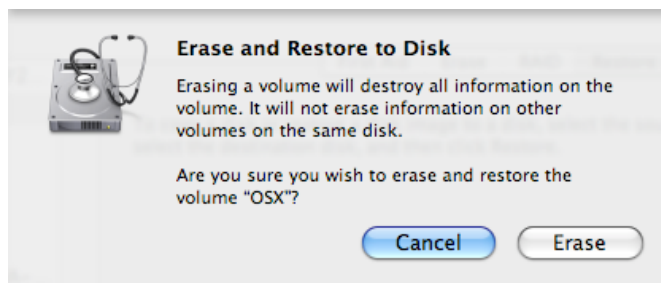 Erase and Restore to Disk
Erasing a volume will destroy all information on the
volume. It will not erase information on other
volumes on the same disk.
Are you sure you wish to erase and restore the
volume “OSX”?
Cancel
Erase